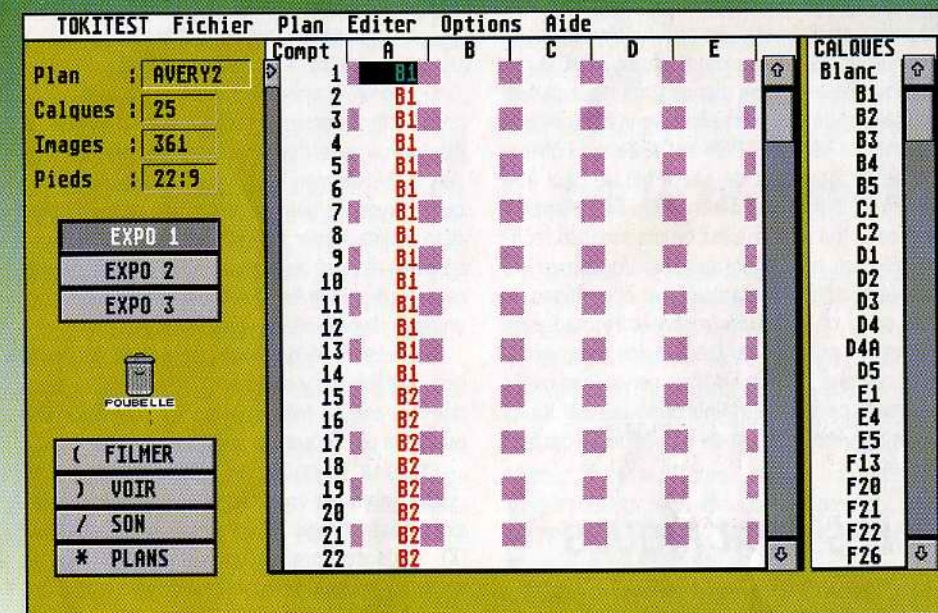 TOKITEST Fichier Plan Editer Options Aide
Plan : AVERY2
Calques : 25
Images : 361
Pieds : 22:9
EXPO 1
EXPO 2
EXPO 3
POUBELLE
( FILMER
) VOIR
/ SON
* PLANS
Compt A B C D E
1 B1
2 B1
3 B1
4 B1
5 B1
6 B1
7 B1
8 B1
9 B1
10 B1
11 B1
12 B1
13 B1
14 B1
15 B2
16 B2
17 B2
18 B2
19 B2
20 B2
21 B2
22 B2
CALQUES
Blanc
B1
B2
B3
B4
B5
C1
C2
D1
D2
D3
D4
D4A
D5
E1
E4
E5
F13
F20
F21
F22
F26